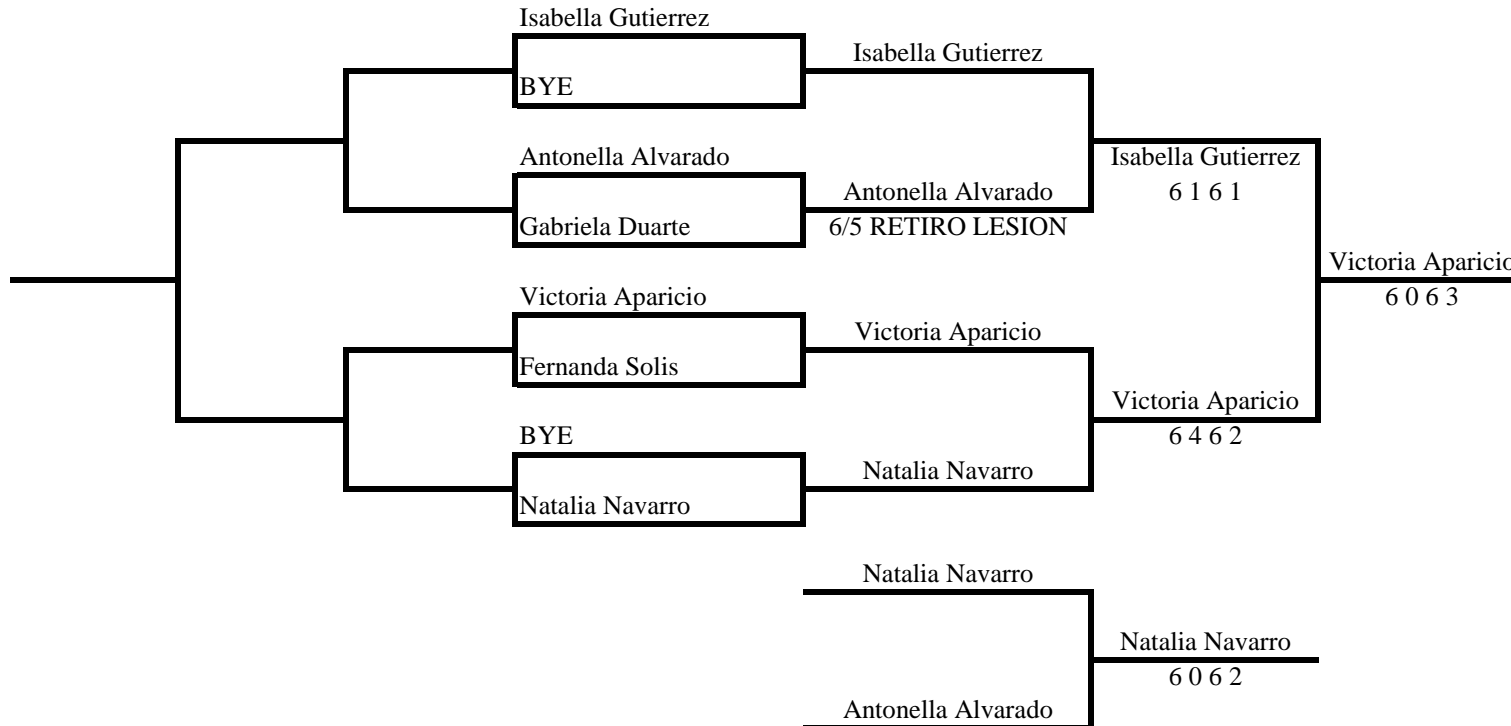 Isabella Gutierrez
Isabella Gutierrez
BYE
Antonella Alvarado
Isabella Gutierrez
Antonella Alvarado
6 1 6 1
Gabriela Duarte
6/5 RETIRO LESION
Victoria Aparicio
6 0 6 3
Victoria Aparicio
Victoria Aparicio
Fernanda Solis
Victoria Aparicio
BYE
6 4 6 2
Natalia Navarro
Natalia Navarro
Natalia Navarro
Natalia Navarro
6 0 6 2
Antonella Alvarado